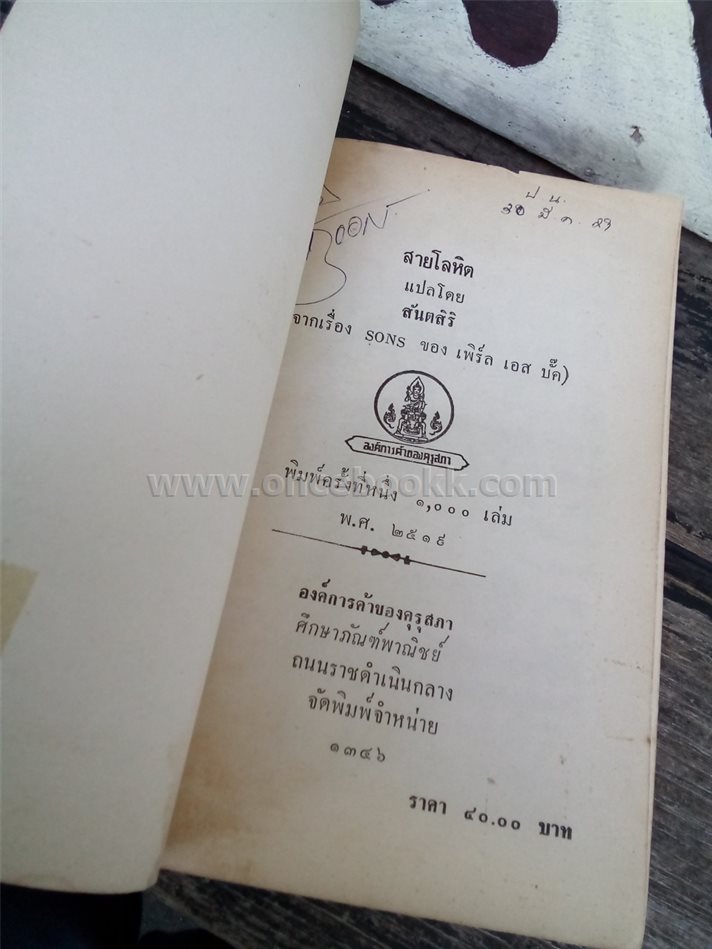 ป น.
30 มี ค. 29
สายโลหิต
แปลโดย
สันตสิริ
จากเรื่อง SONS ของ เพิร์ล เอส บั๊ค)
องค์การค้าของคุรุสภา
www.oncebookk.com
พิมพ์ครั้งที่หนึ่ง ๑,๐๐๐ เล่ม
พ.ศ. ๒๕๑๙
องค์การค้าของคุรุสภา
ศึกษาภัณฑ์พาณิชย์
ถนนราชดำเนินกลาง
จัดพิมพ์จำหน่าย
๑๓๔๖
ราคา ๔๐.๐๐ บาท